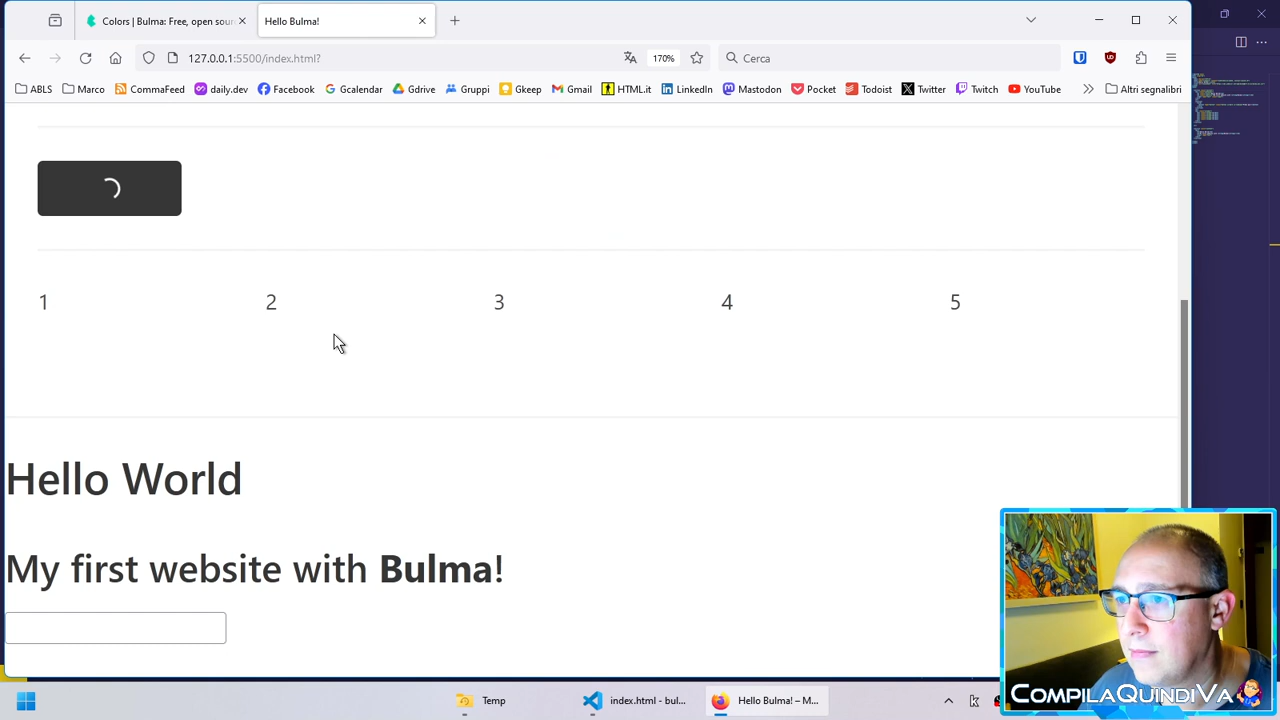 Colors | Bulma: Free, open sour
Hello Bulma!
127.0.0.1:5500/index.html?
170%
Cerca
ABLS
Marco
CommaFeed
daily.dev
Facebook
Gcalendar
Gdrive
Gruppi
Keep
Gmail
HTML.it
LinkedIn
Mastodon
Pocket
Todoist
Twitter
Twitch
YouTube
Altri segnalibri
1
2
3
4
5
Hello World
My first website with Bulma!
COMPILAQUINDIVA
Temp
index.html - bul...
Hello Bulma! – M...